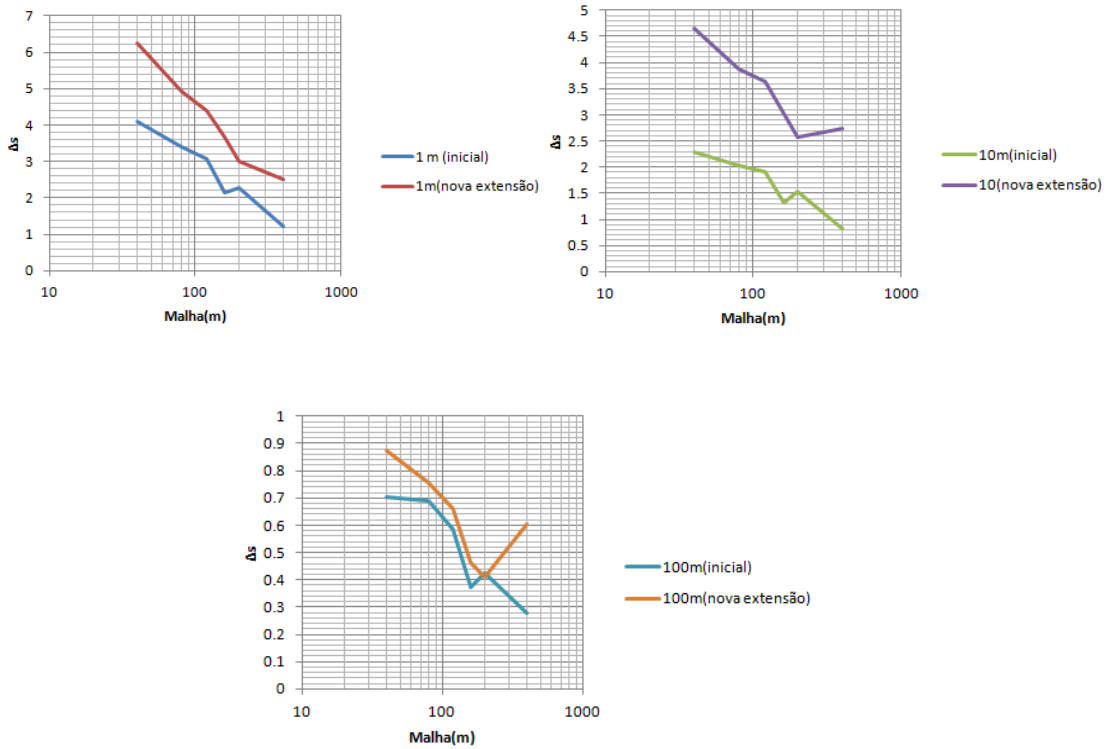 7
6
5
4
3
2
1
0
Δs
10 100 1000
Malha(m)
1 m (inicial)
1m(nova extensão)
5
4.5
4
3.5
3
2.5
2
1.5
1
0.5
0
Δs
10 100 1000
Malha(m)
10m(inicial)
10(nova extensão)
1
0.9
0.8
0.7
0.6
0.5
0.4
0.3
0.2
0.1
0
Δs
10 100 1000
Malha(m)
100m(inicial)
100m(nova extensão)